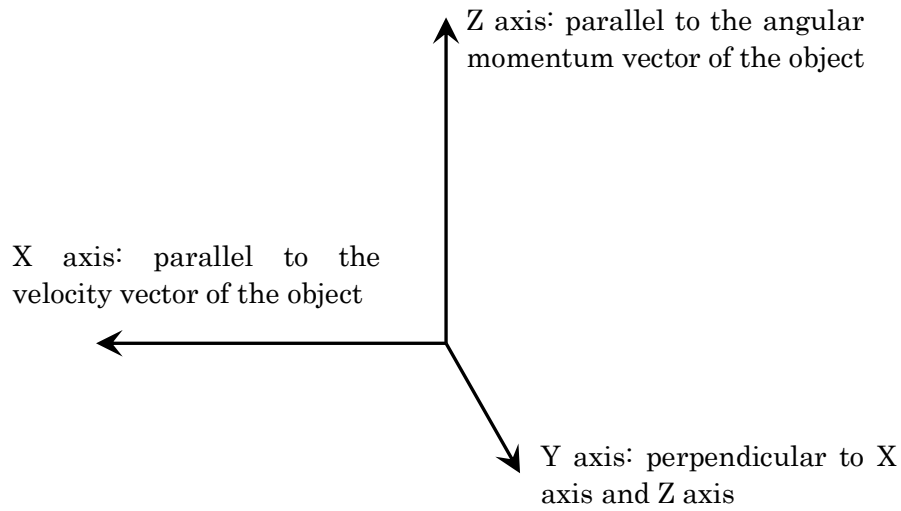 Z axis: parallel to the angular
momentum vector of the object
X axis: parallel to the
velocity vector of the object
Y axis: perpendicular to X
axis and Z axis